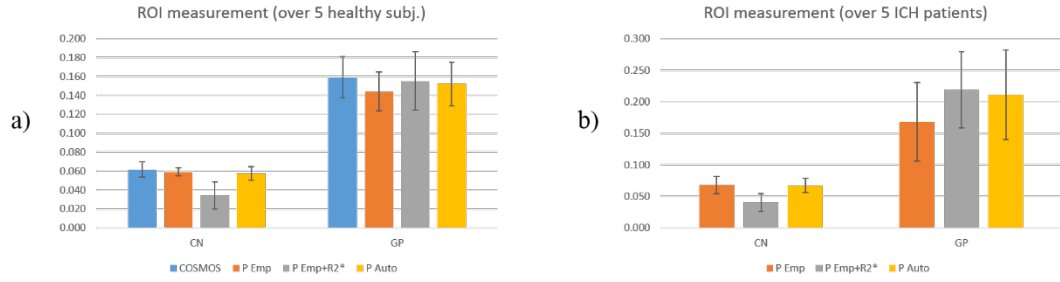 ROI measurement (over 5 healthy subj.)
0.200
0.180
0.160
0.140
0.120
0.100
0.080
0.060
0.040
0.020
0.000
CN GP
COSMOS P Emp P Emp+R2* P Auto
a)
ROI measurement (over 5 ICH patients)
0.300
0.250
0.200
0.150
0.100
0.050
0.000
CN GP
P Emp P Emp+R2* P Auto
b)